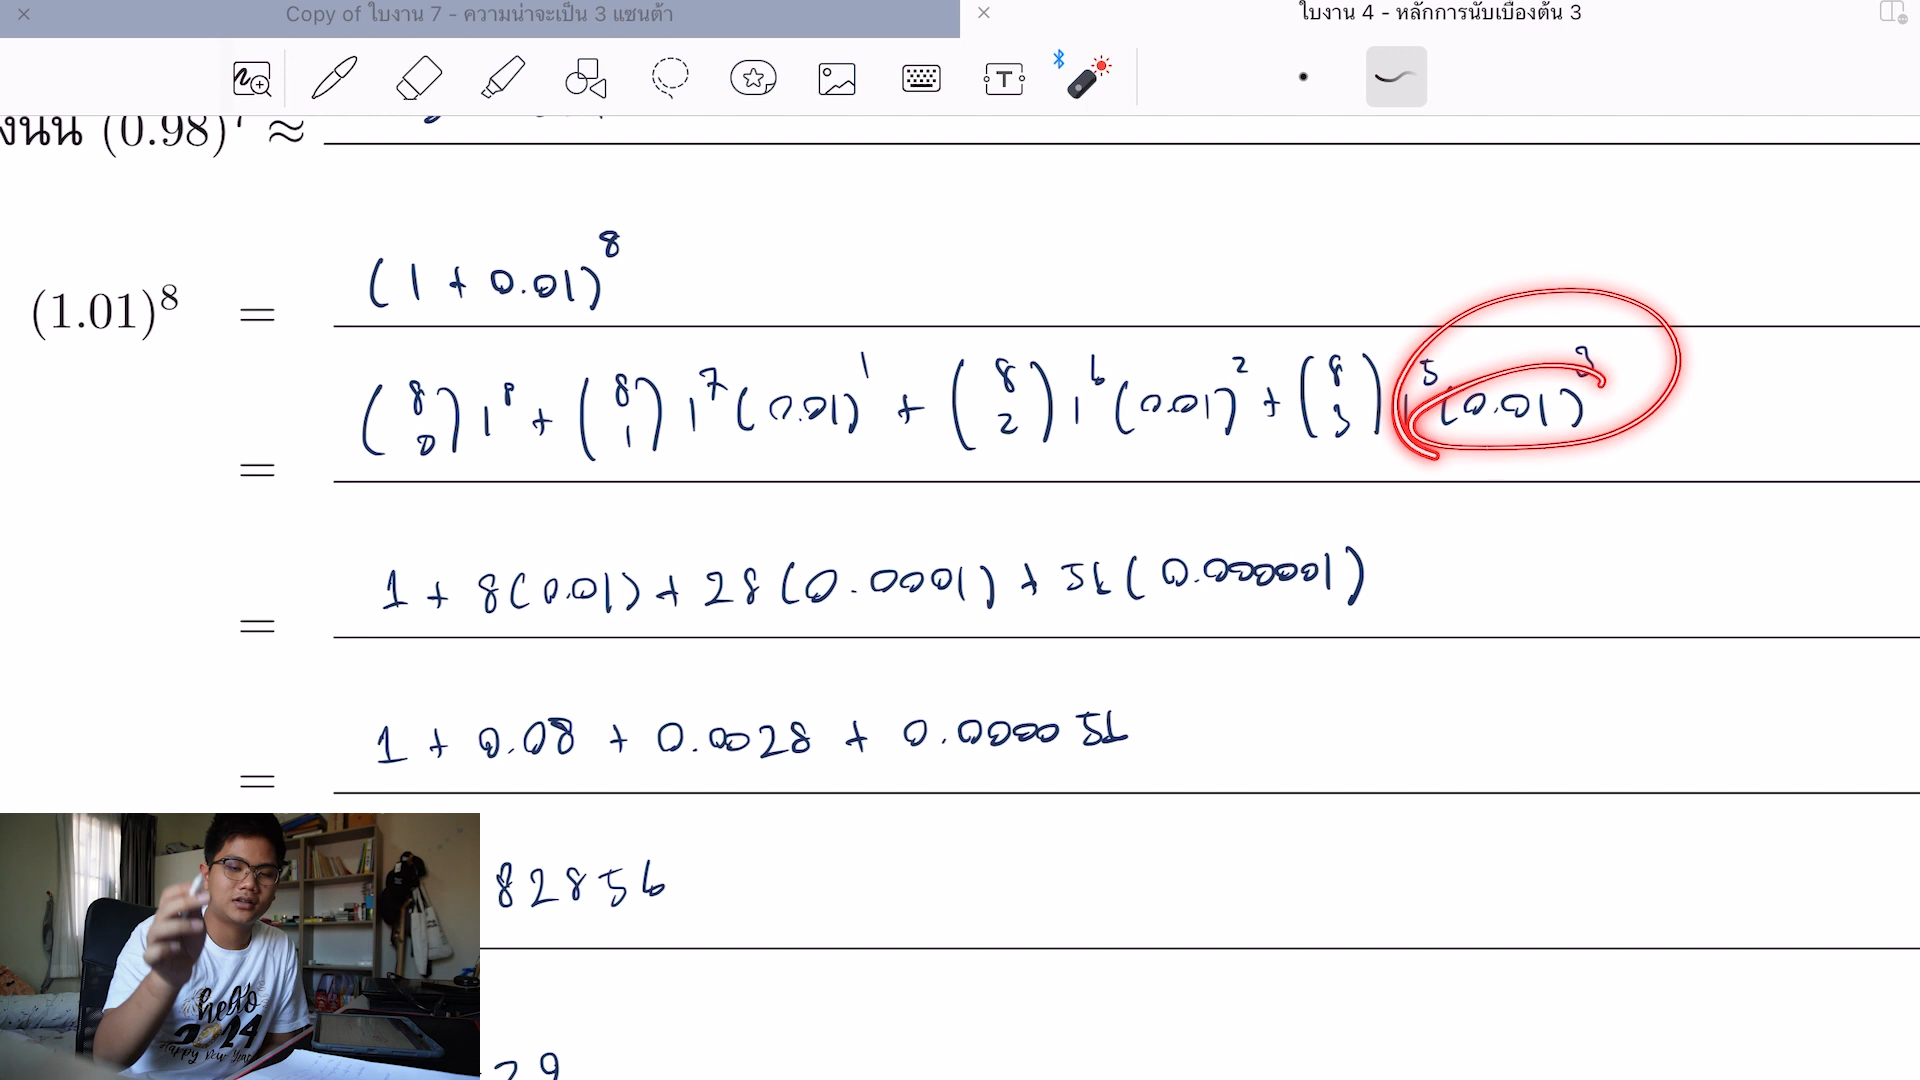 Copy of ใบงาน 7 - ความน่าจะเป็น 3 แซนต้า
ใบงาน 4 - หลักการนับเบื้องต้น 3
(0.98)⁷ ≈
(1.01)⁸ = (1 + 0.01)⁸
= (8 0) 1⁸ + (8 1) 1⁷ (0.01)¹ + (8 2) 1⁶ (0.01)² + (8 3) 1⁵ (0.01)³
= 1 + 8(0.01) + 28(0.0001) + 56(0.000001)
= 1 + 0.08 + 0.0028 + 0.000056
82856
29
hello
2024
Happy New Year